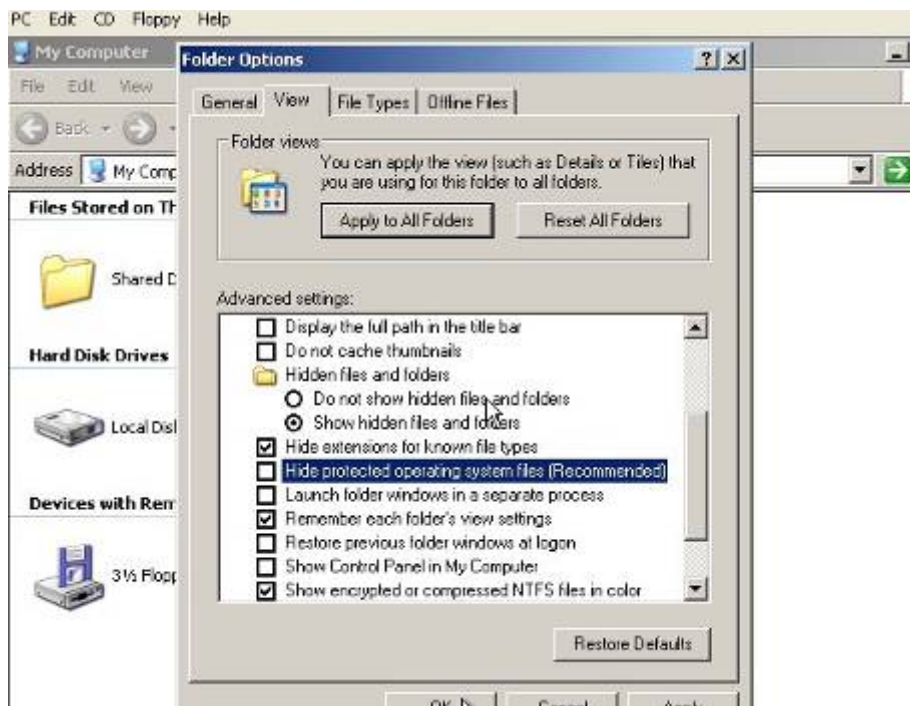 PC Edit CD Floppy Help
My Computer
Folder Options
File Edit View
General View File Types Offline Files
Back
Folder views
You can apply the view (such as Details or Tiles) that
you are using for this folder to all folders.
Address My Comp
Files Stored on Th
Apply to All Folders Reset All Folders
Shared D
Advanced settings:
Display the full path in the title bar
Do not cache thumbnails
Hard Disk Drives
Hidden files and folders
Do not show hidden files and folders
Show hidden files and folders
Local Disl
Hide extensions for known file types
Hide protected operating system files (Recommended)
Launch folder windows in a separate process
Devices with Rem
Remember each folder's view settings
Restore previous folder windows at logon
Show Control Panel in My Computer
3½ Flopp
Show encrypted or compressed NTFS files in color
Restore Defaults
OK Cancel Apply